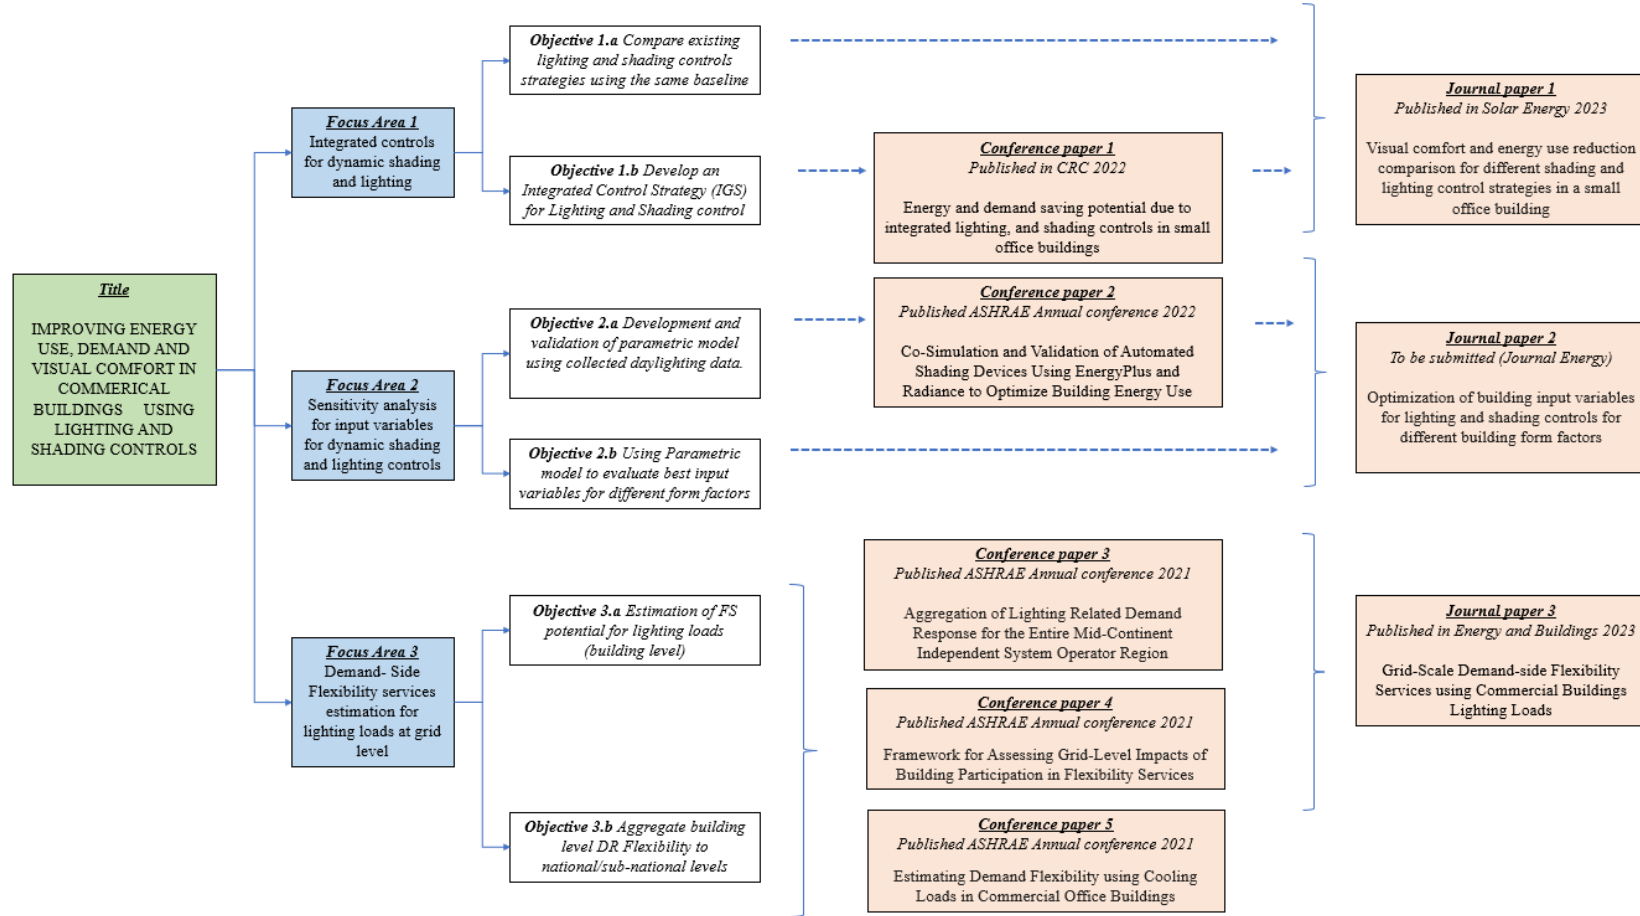 Title
IMPROVING ENERGY
USE, DEMAND AND
VISUAL COMFORT IN
COMMERICAL
BUILDINGS USING
LIGHTING AND
SHADING CONTROLS
Focus Area 1
Integrated controls
for dynamic shading
and lighting
Objective 1.a Compare existing
lighting and shading controls
strategies using the same baseline
Objective 1.b Develop an
Integrated Control Strategy (IGS)
for Lighting and Shading control
Conference paper 1
Published in CRC 2022
Energy and demand saving potential due to
integrated lighting, and shading controls in small
office buildings
Journal paper 1
Published in Solar Energy 2023
Visual comfort and energy use reduction
comparison for different shading and
lighting control strategies in a small
office building
Focus Area 2
Sensitivity analysis
for input variables
for dynamic shading
and lighting controls
Objective 2.a Development and
validation of parametric model
using collected daylighting data.
Objective 2.b Using Parametric
model to evaluate best input
variables for different form factors
Conference paper 2
Published ASHRAE Annual conference 2022
Co-Simulation and Validation of Automated
Shading Devices Using EnergyPlus and
Radiance to Optimize Building Energy Use
Journal paper 2
To be submitted (Journal Energy)
Optimization of building input variables
for lighting and shading controls for
different building form factors
Focus Area 3
Demand- Side
Flexibility services
estimation for
lighting loads at grid
level
Objective 3.a Estimation of FS
potential for lighting loads
(building level)
Objective 3.b Aggregate building
level DR Flexibility to
national/sub-national levels
Conference paper 3
Published ASHRAE Annual conference 2021
Aggregation of Lighting Related Demand
Response for the Entire Mid-Continent
Independent System Operator Region
Conference paper 4
Published ASHRAE Annual conference 2021
Framework for Assessing Grid-Level Impacts of
Building Participation in Flexibility Services
Conference paper 5
Published ASHRAE Annual conference 2021
Estimating Demand Flexibility using Cooling
Loads in Commercial Office Buildings
Journal paper 3
Published in Energy and Buildings 2023
Grid-Scale Demand-side Flexibility
Services using Commercial Buildings
Lighting Loads